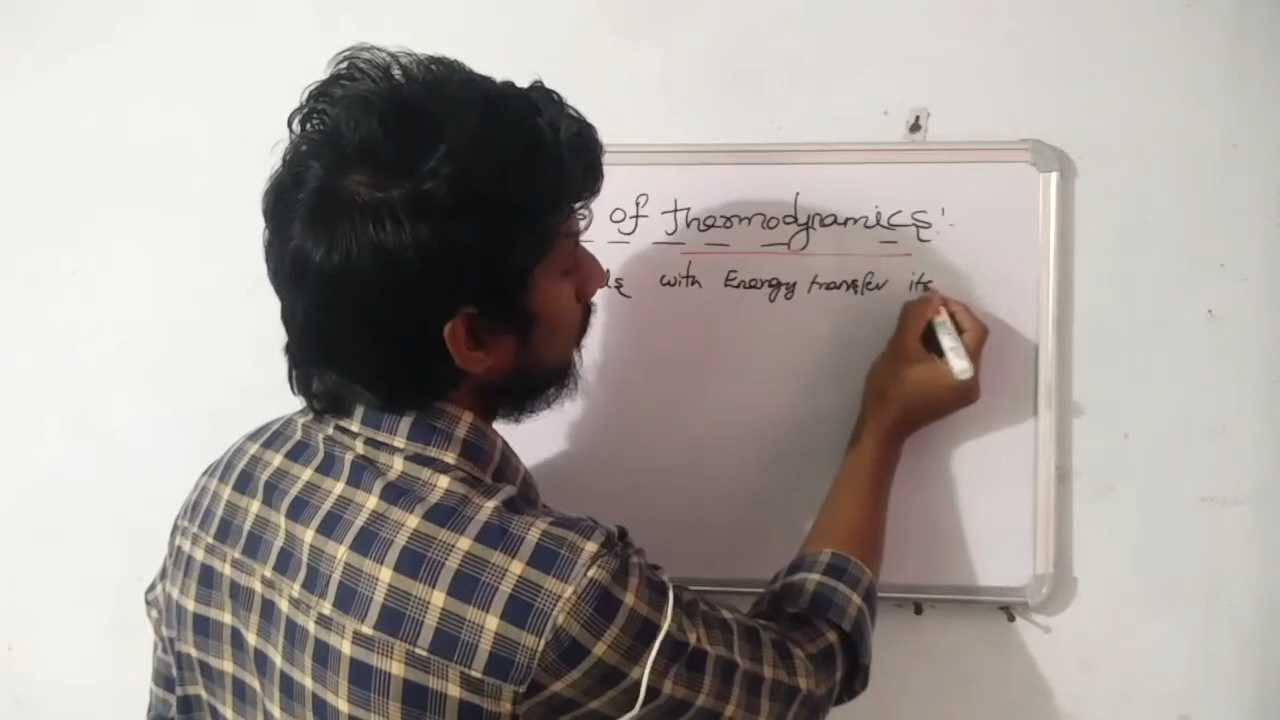 of thermodynamics:-
with Energy transfer its